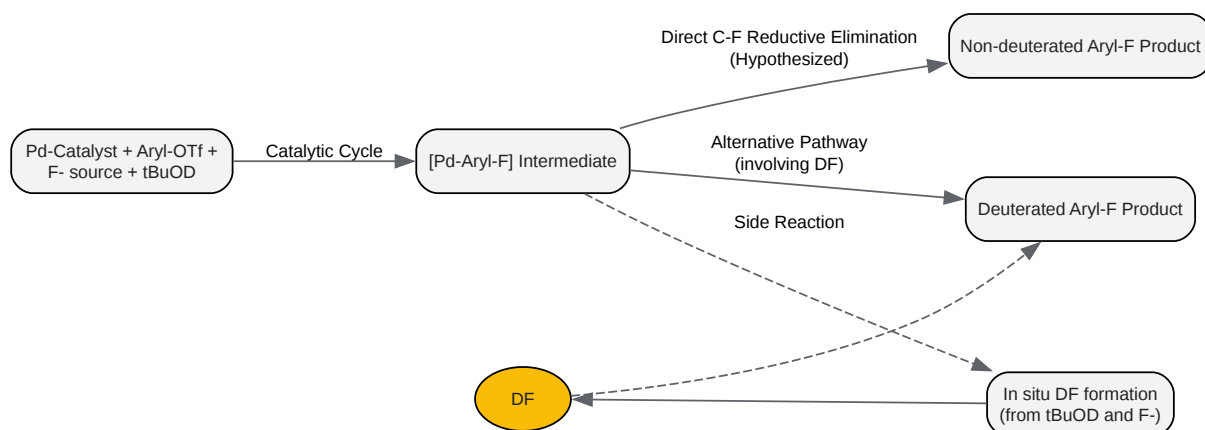 Direct C-F Reductive Elimination
(Hypothesized)
Non-deuterated Aryl-F Product
Pd-Catalyst + Aryl-OTf +
F- source + tBuOD
Catalytic Cycle
[Pd-Aryl-F] Intermediate
Alternative Pathway
(involving DF)
Deuterated Aryl-F Product
Side Reaction
DF
In situ DF formation
(from tBuOD and F-)